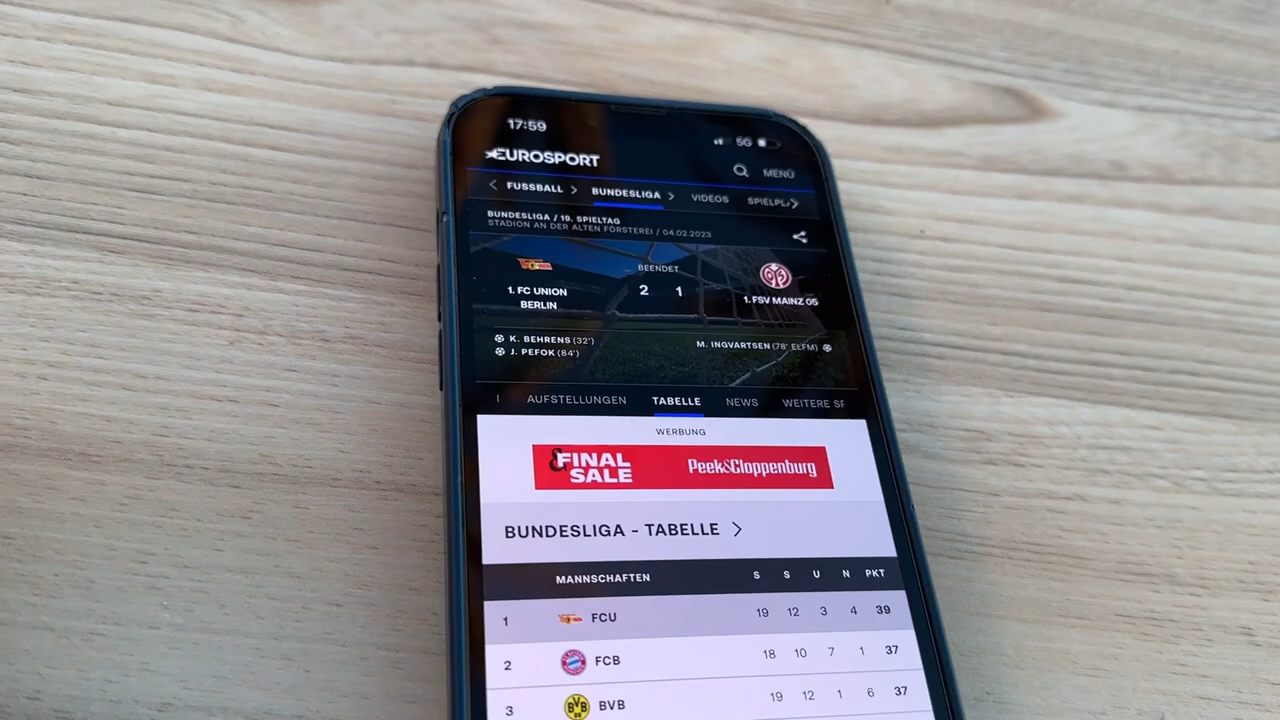 17:59
5G
EUROSPORT
MENÜ
FUSSBALL
BUNDESLIGA
VIDEOS
BUNDESLIGA / 19. SPIELTAG
STADION AN DER ALTEN FÖRSTEREI / 04.02.2023
BEENDET
1. FC UNION
BERLIN
2 1
1. FSV MAINZ 05
K. BEHRENS (32')
J. PEFOK (84')
M. INGVARTSEN (78' ELFM)
AUFSTELLUNGEN TABELLE NEWS WEITERE
WERBUNG
& FINAL
SALE
Peek&Cloppenburg
BUNDESLIGA - TABELLE
MANNSCHAFTEN S S U N PKT
1 FCU 19 12 3 4 39
2 FCB 18 10 7 1 37
3 BVB 19 12 1 6 37